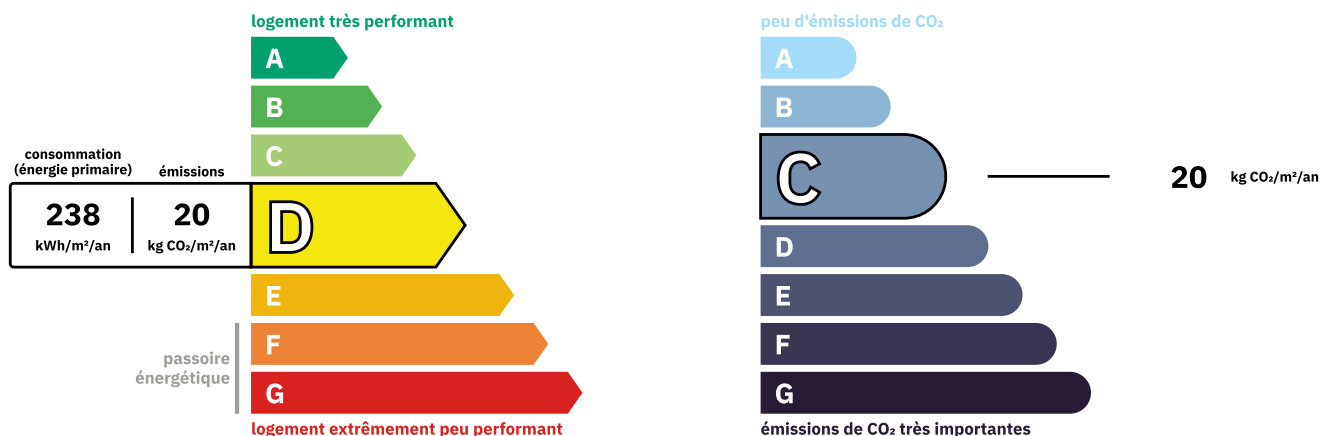 logement très performant
A
B
C
consommation
(énergie primaire)
émissions
238
kWh/m²/an
20
kg CO₂/m²/an
D
E
F
G
passoire
énergétique
logement extrêmement peu performant
peu d'émissions de CO₂
A
B
C
20 kg CO₂/m²/an
D
E
F
G
émissions de CO₂ très importantes